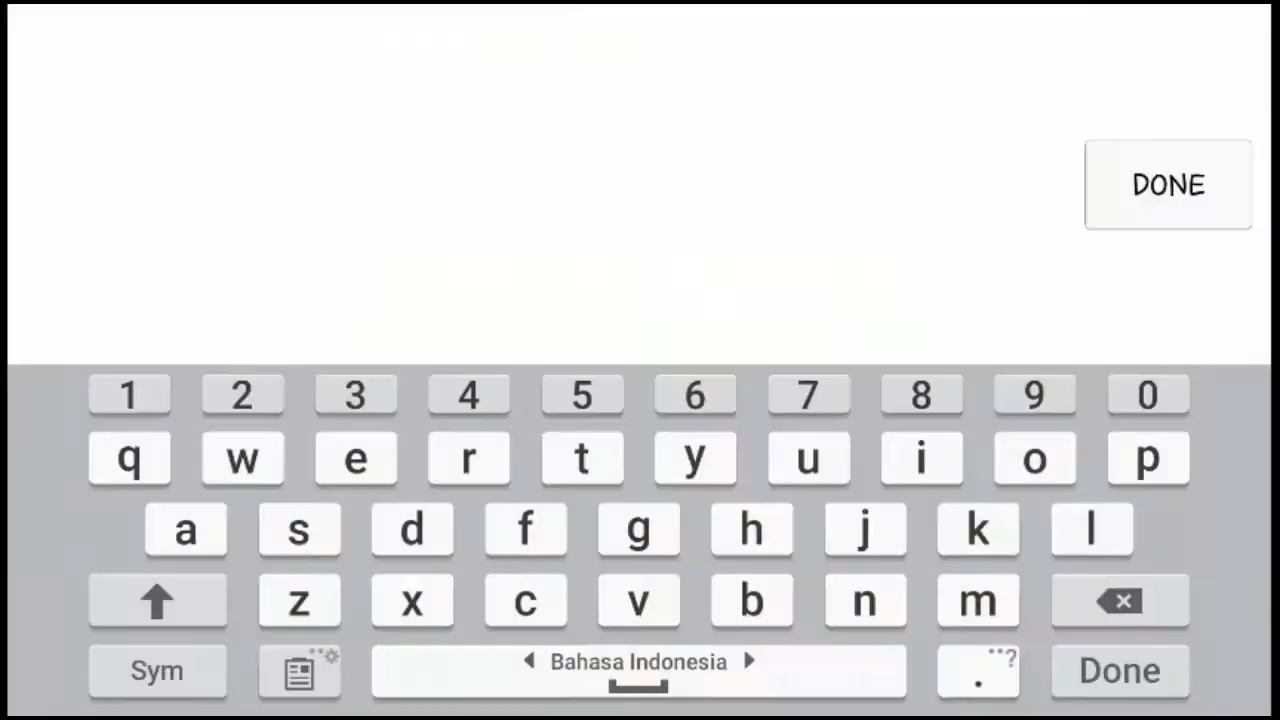 DONE
1 2 3 4 5 6 7 8 9 0
q w e r t y u i o p
a s d f g h j k l
z x c v b n m
Sym Bahasa Indonesia . ? Done